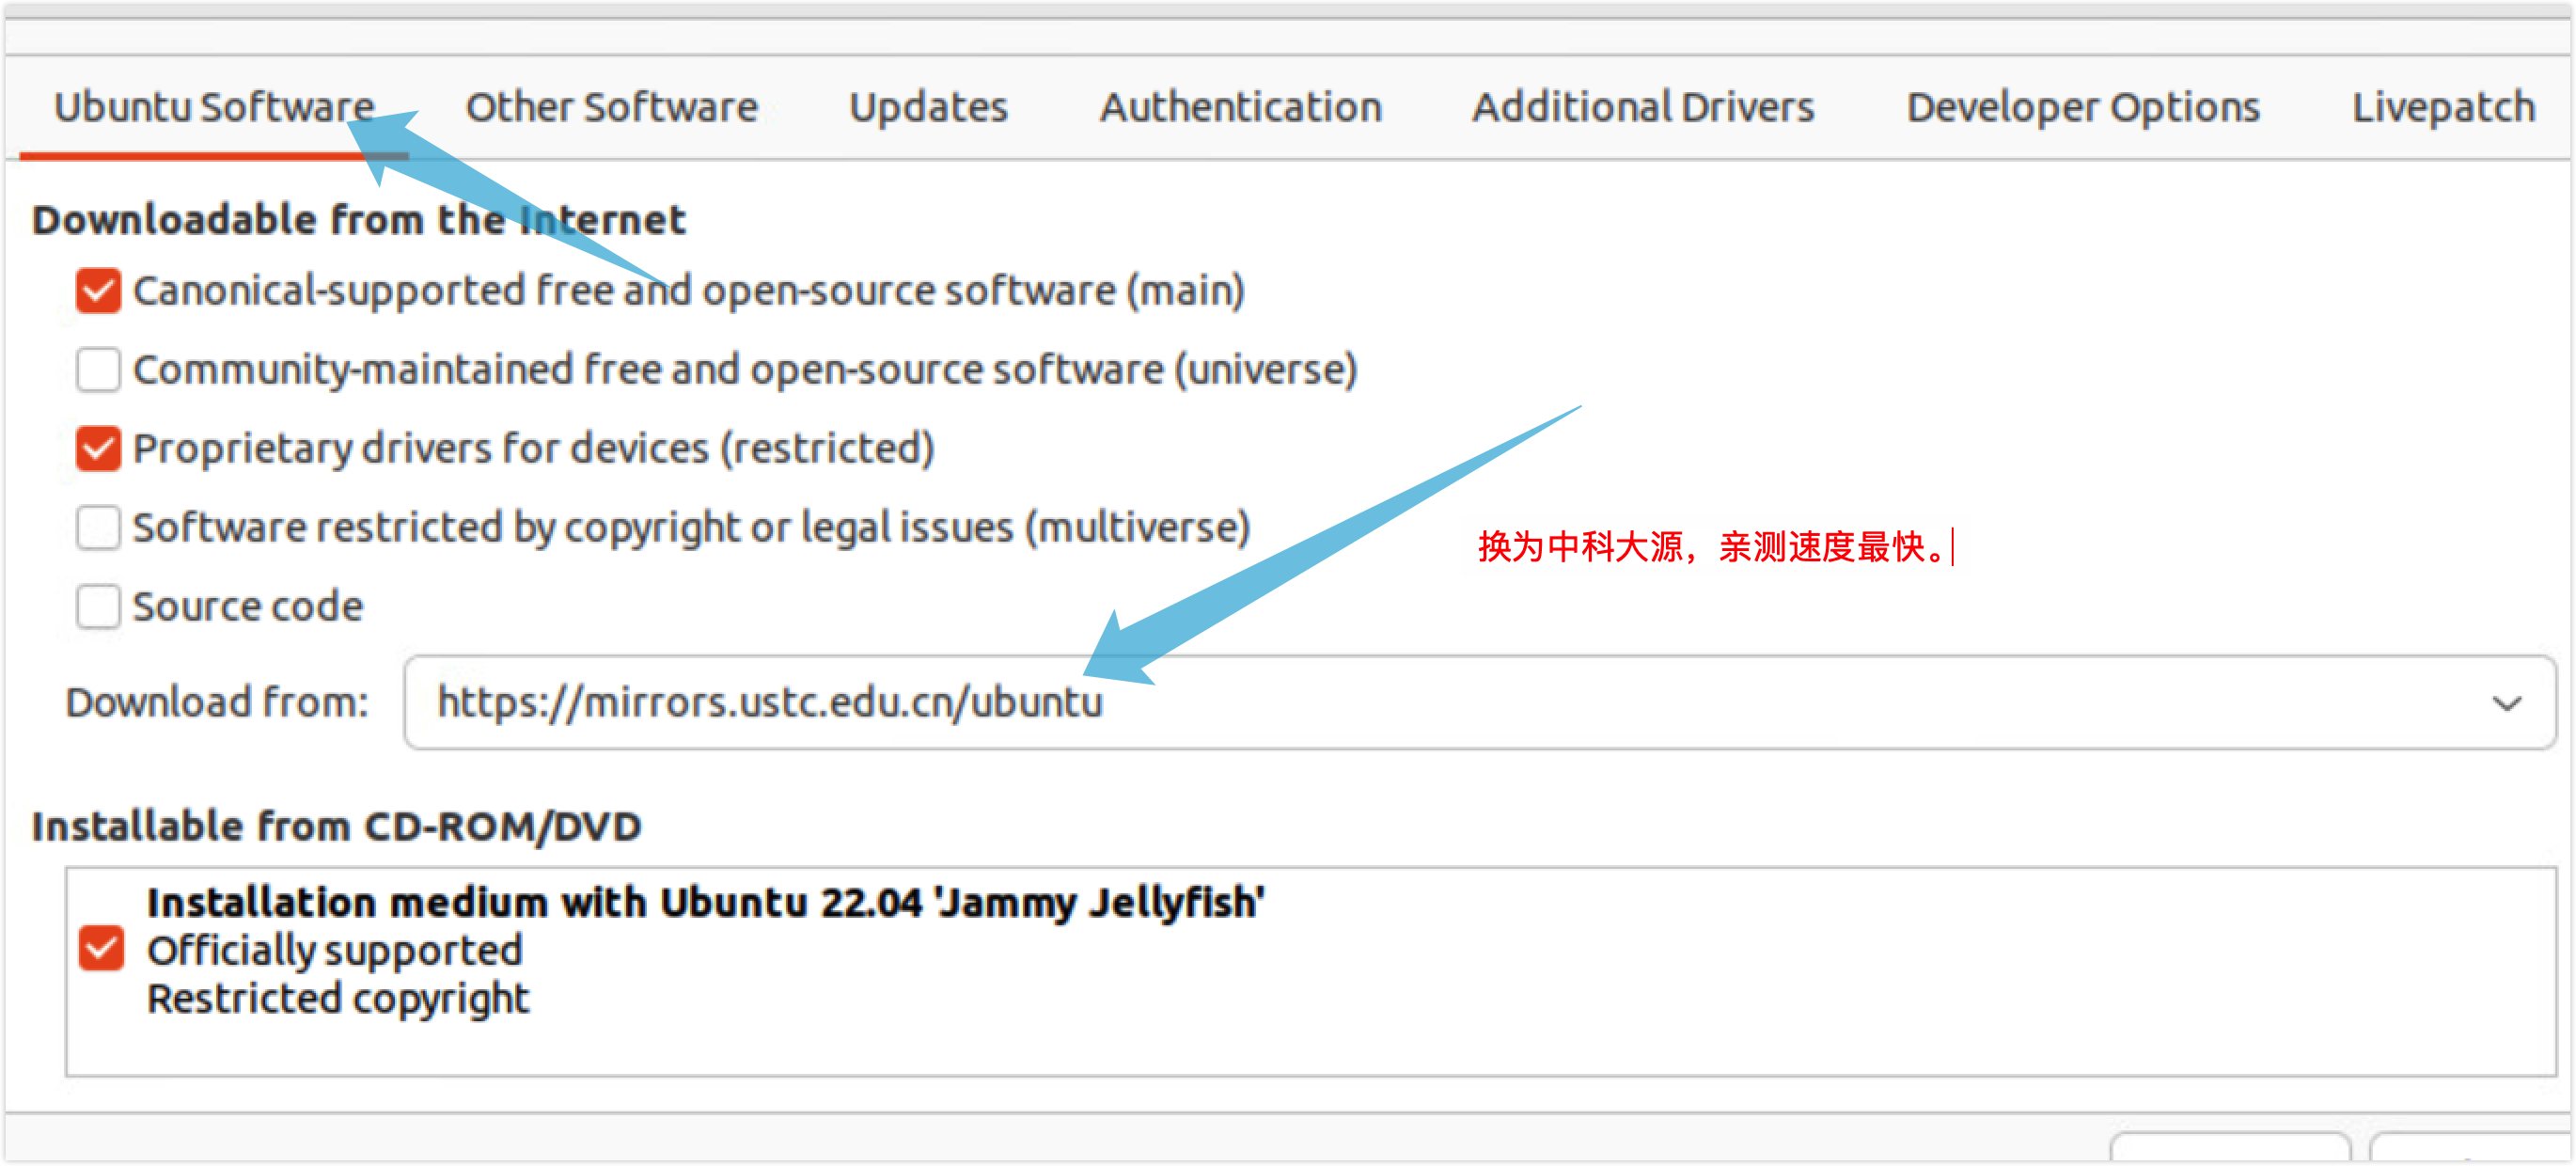 Ubuntu Software Other Software Updates Authentication Additional Drivers Developer Options Livepatch
Downloadable from the Internet
Canonical-supported free and open-source software (main)
Community-maintained free and open-source software (universe)
Proprietary drivers for devices (restricted)
Software restricted by copyright or legal issues (multiverse)
换为中科大源，亲测速度最快。
Source code
Download from: https://mirrors.ustc.edu.cn/ubuntu
Installable from CD-ROM/DVD
Installation medium with Ubuntu 22.04 'Jammy Jellyfish'
Officially supported
Restricted copyright